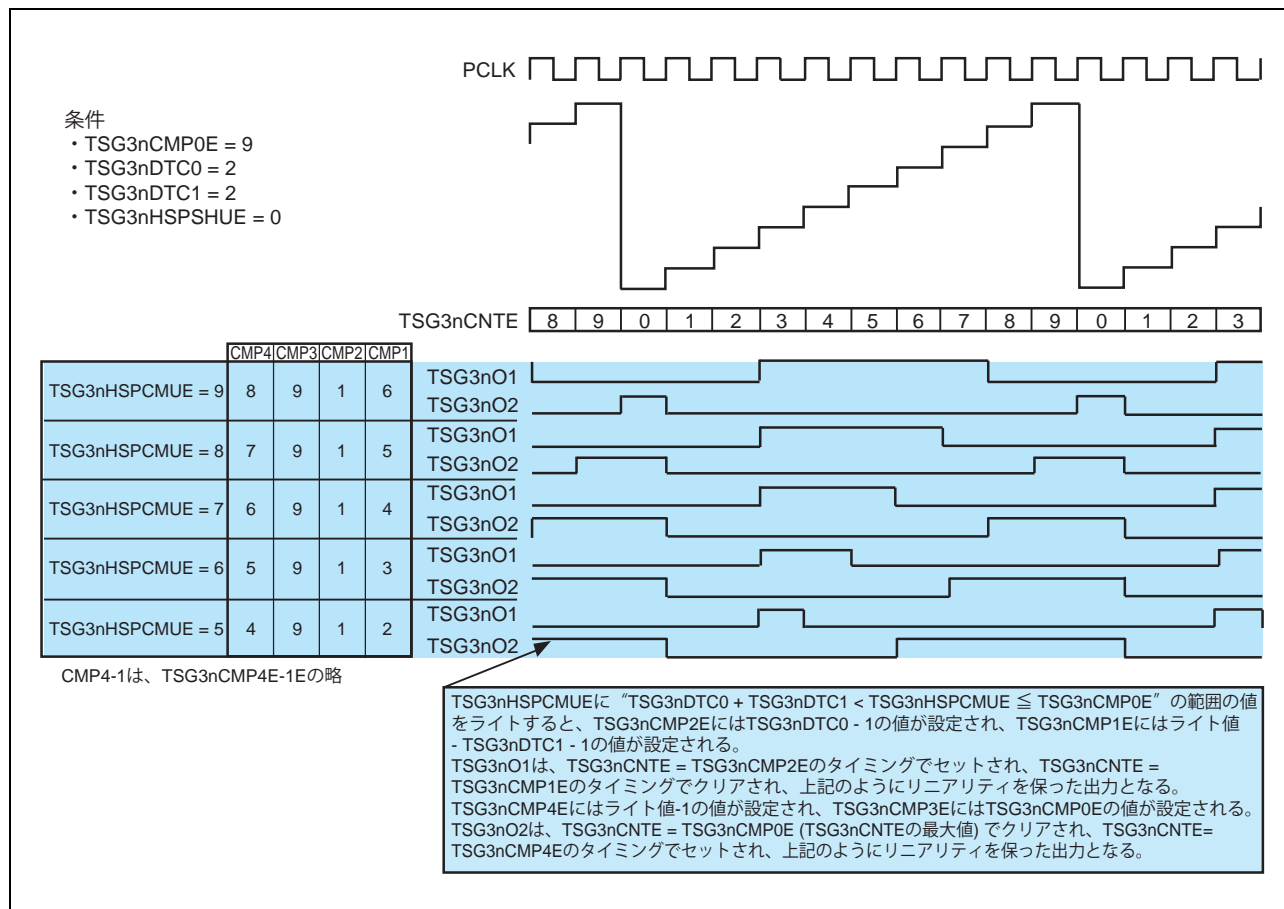 PCLK
条件
・TSG3nCMP0E = 9
・TSG3nDTC0 = 2
・TSG3nDTC1 = 2
・TSG3nHSPSHUE = 0
TSG3nCNTE 8 9 0 1 2 3 4 5 6 7 8 9 0 1 2 3
CMP4 CMP3 CMP2 CMP1
TSG3nHSPCMUE = 9 8 9 1 6
TSG3nO1
TSG3nO2
TSG3nHSPCMUE = 8 7 9 1 5
TSG3nO1
TSG3nO2
TSG3nHSPCMUE = 7 6 9 1 4
TSG3nO1
TSG3nO2
TSG3nHSPCMUE = 6 5 9 1 3
TSG3nO1
TSG3nO2
TSG3nHSPCMUE = 5 4 9 1 2
TSG3nO1
TSG3nO2
CMP4-1は、TSG3nCMP4E-1Eの略
TSG3nHSPCMUEに“TSG3nDTC0 + TSG3nDTC1 < TSG3nHSPCMUE ≦ TSG3nCMP0E”の範囲の値
をライトすると、TSG3nCMP2EにはTSG3nDTC0 - 1の値が設定され、TSG3nCMP1Eにはライト値
- TSG3nDTC1 - 1の値が設定される。
TSG3nO1は、TSG3nCNTE = TSG3nCMP2Eのタイミングでセットされ、TSG3nCNTE =
TSG3nCMP1Eのタイミングでクリアされ、上記のようにリニアリティを保った出力となる。
TSG3nCMP4Eにはライト値-1の値が設定され、TSG3nCMP3EにはTSG3nCMP0Eの値が設定される。
TSG3nO2は、TSG3nCNTE = TSG3nCMP0E (TSG3nCNTEの最大値) でクリアされ、TSG3nCNTE=
TSG3nCMP4Eのタイミングでセットされ、上記のようにリニアリティを保った出力となる。